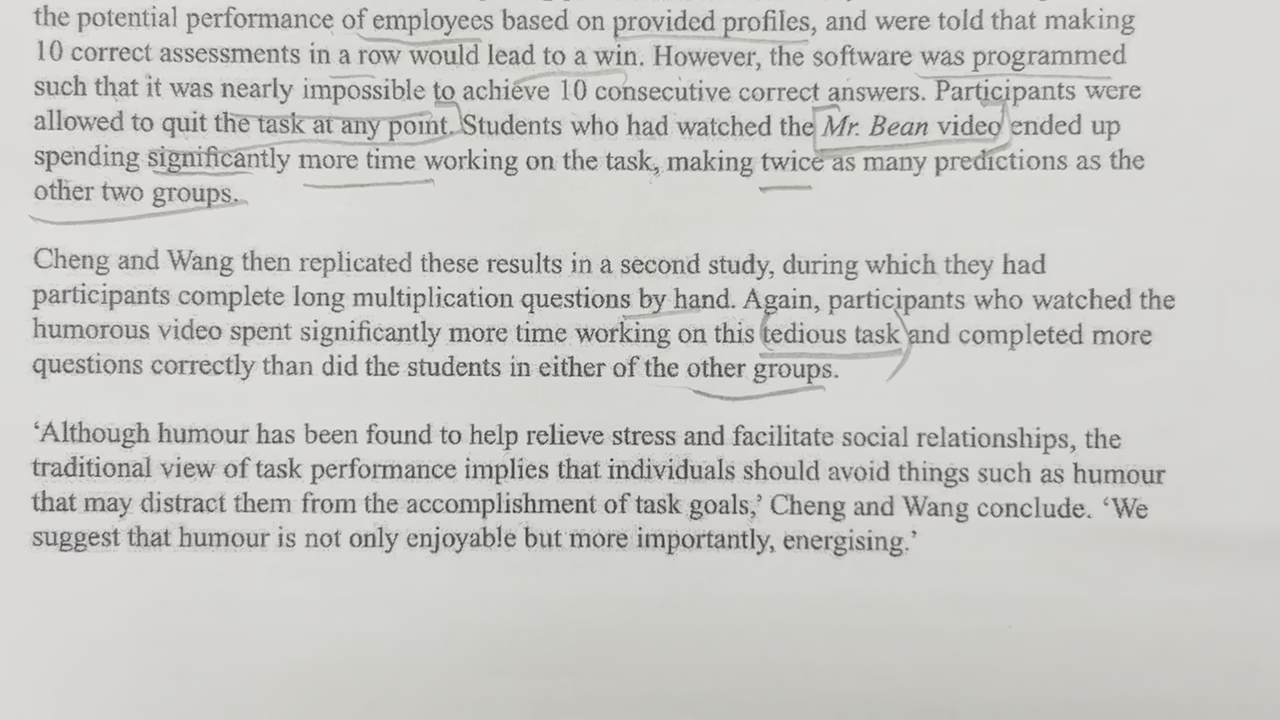 the potential performance of employees based on provided profiles, and were told that making
10 correct assessments in a row would lead to a win. However, the software was programmed
such that it was nearly impossible to achieve 10 consecutive correct answers. Participants were
allowed to quit the task at any point. Students who had watched the Mr. Bean video ended up
spending significantly more time working on the task, making twice as many predictions as the
other two groups.
Cheng and Wang then replicated these results in a second study, during which they had
participants complete long multiplication questions by hand. Again, participants who watched the
humorous video spent significantly more time working on this tedious task and completed more
questions correctly than did the students in either of the other groups.
‘Although humour has been found to help relieve stress and facilitate social relationships, the
traditional view of task performance implies that individuals should avoid things such as humour
that may distract them from the accomplishment of task goals,’ Cheng and Wang conclude. ‘We
suggest that humour is not only enjoyable but more importantly, energising.’